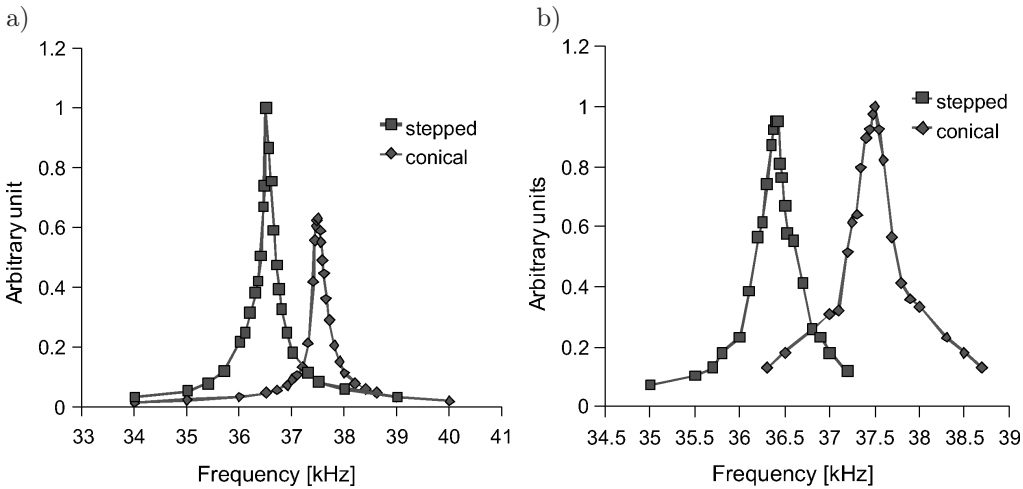 a)
1.2
1
0.8
0.6
0.4
0.2
0
Arbitrary unit
stepped
conical
33 34 35 36 37 38 39 40 41
Frequency [kHz]
b)
1.2
1
0.8
0.6
0.4
0.2
0
Arbitrary units
stepped
conical
34.5 35 35.5 36 36.5 37 37.5 38 38.5 39
Frequency [kHz]